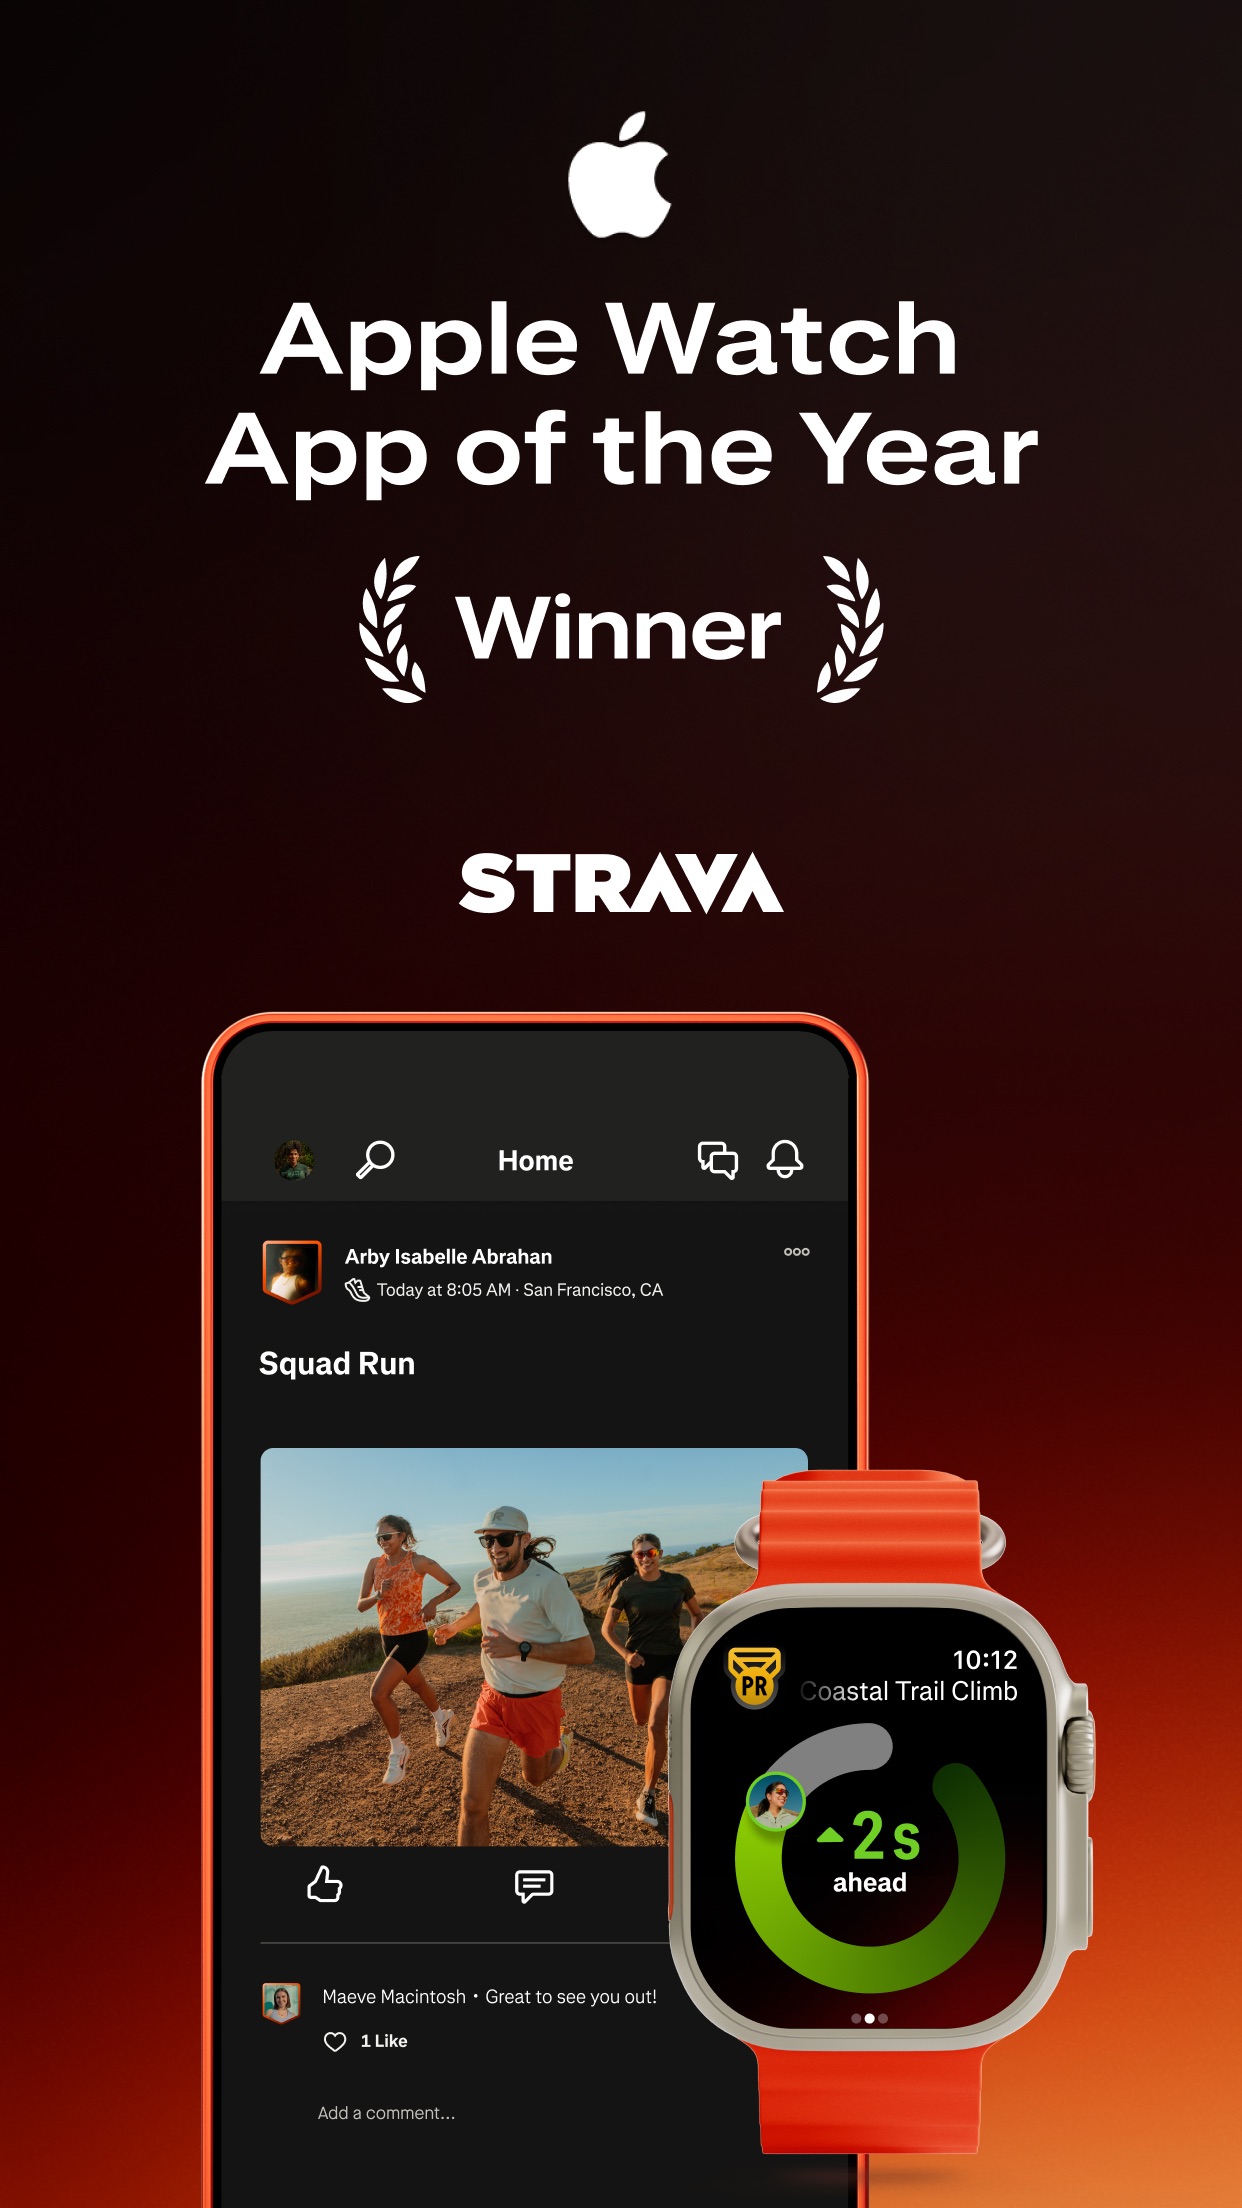 Apple Watch
App of the Year
Winner
STRAVA
Home
Arby Isabelle Abrahan
Today at 8:05 AM · San Francisco, CA
Squad Run
10:12
PR
Coastal Trail Climb
2s
ahead
Maeve Macintosh • Great to see you out!
1 Like
Add a comment...